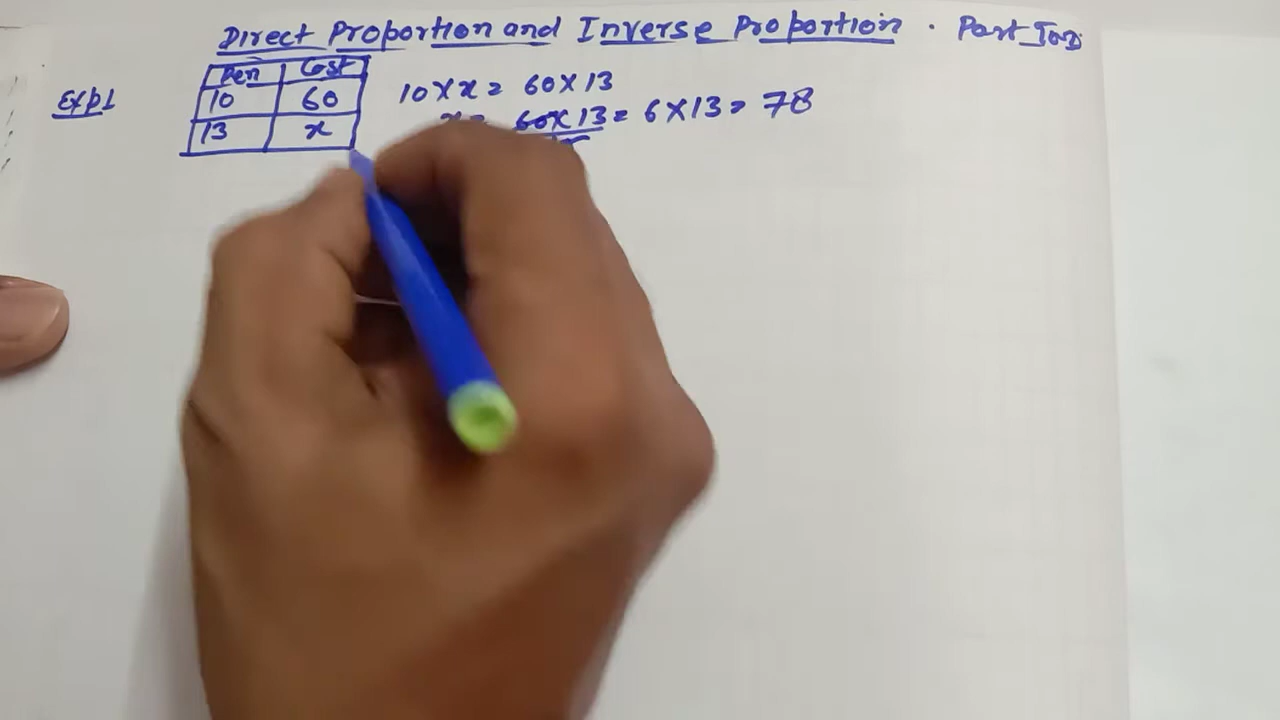 Direct Proportion and Inverse Proportion . Part
Exp1
Pen Cost
10 60
13 x
10 X x = 60 X 13
x = 60 X 13 = 6 X 13 = 78